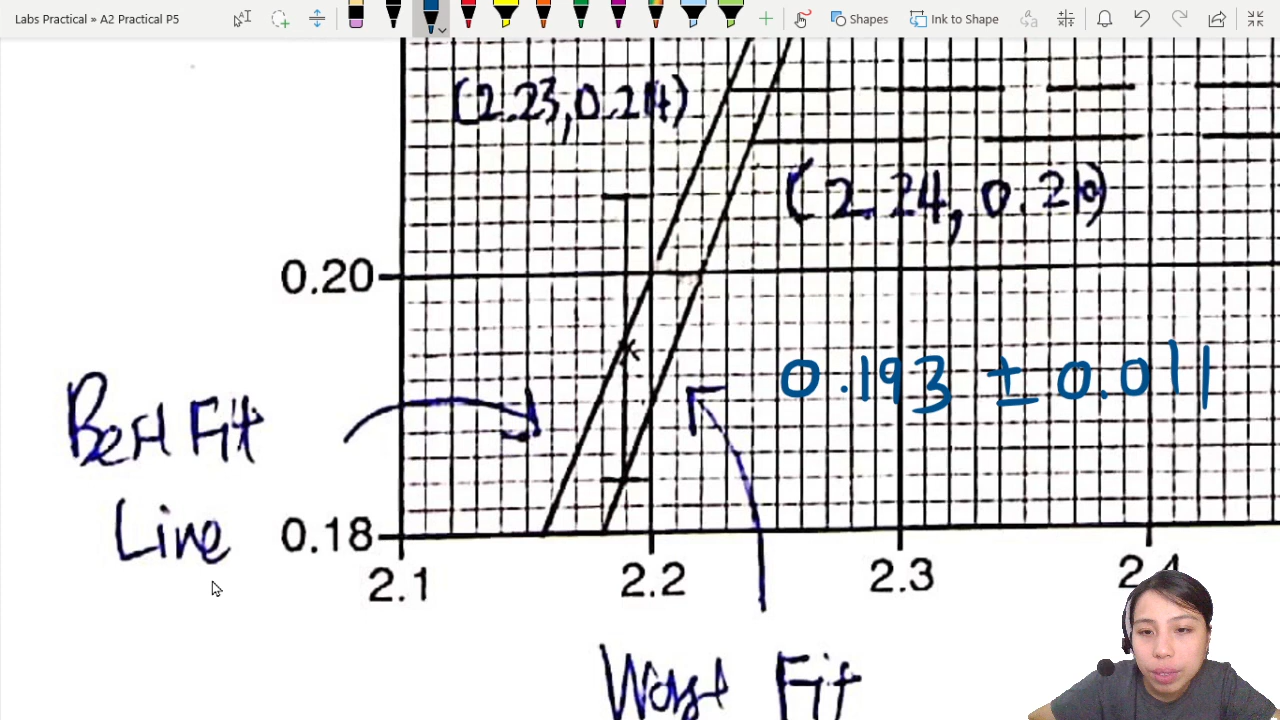 Labs Practical » A2 Practical P5
Shapes
Ink to Shape
(2.23, 0.214)
(2.24, 0.210)
0.20
0.193 ± 0.011
Best Fit
Line
0.18
2.1 2.2 2.3 2.4
Worst Fit